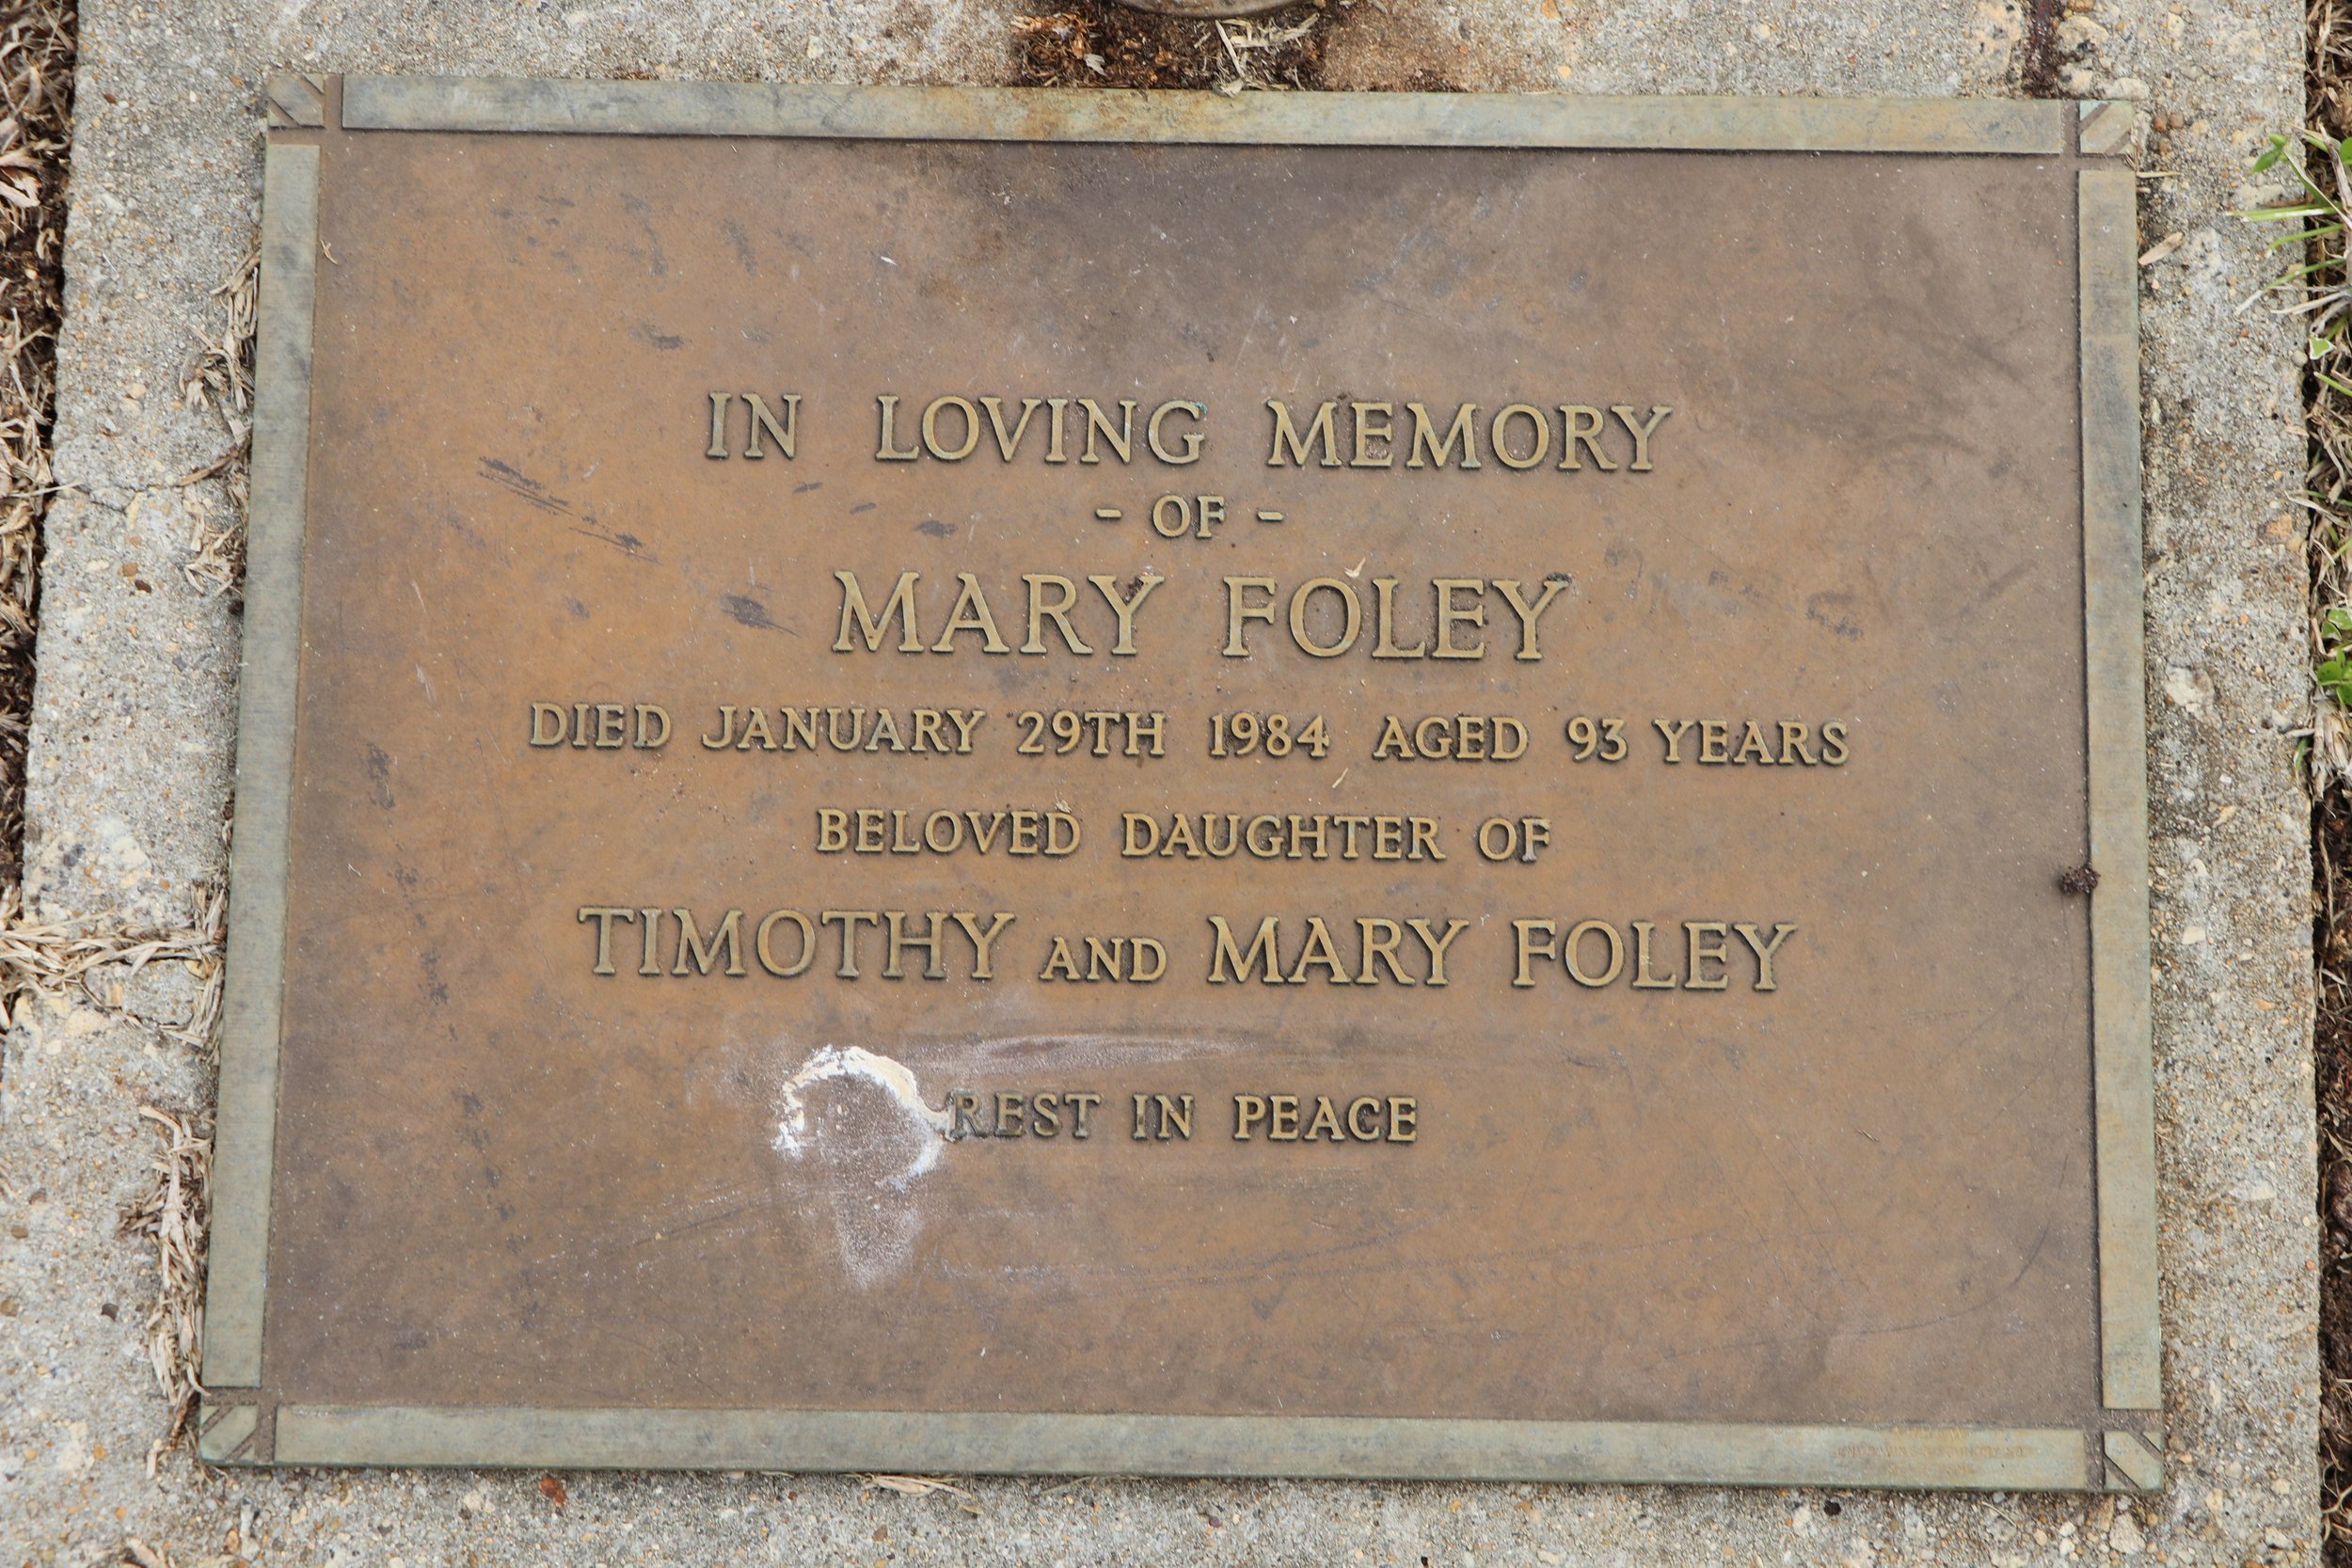 IN LOVING MEMORY
- OF -
MARY FOLEY
DIED JANUARY 29TH 1984 AGED 93 YEARS
BELOVED DAUGHTER OF
TIMOTHY AND MARY FOLEY
REST IN PEACE